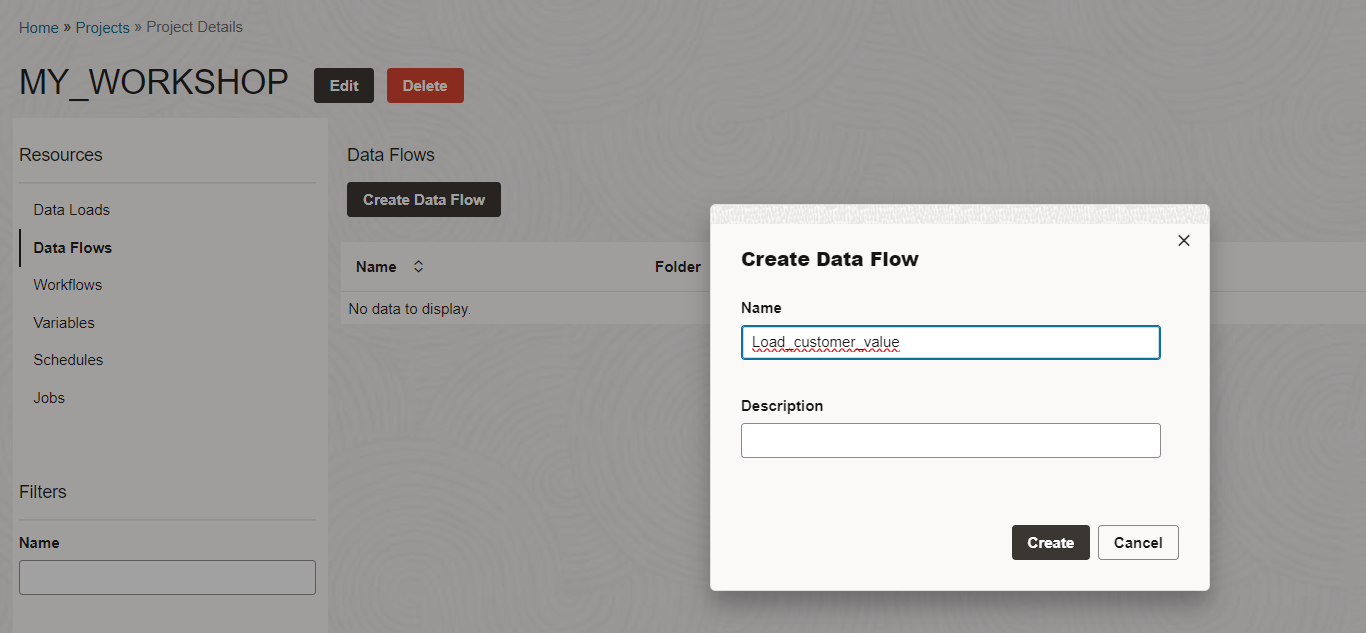 Home » Projects » Project Details
MY_WORKSHOP
Edit
Delete
Resources
Data Loads
Data Flows
Workflows
Variables
Schedules
Jobs
Filters
Name
Data Flows
Create Data Flow
Name
Folder
No data to display.
Create Data Flow
Name
Load_customer_value
Description
Create
Cancel